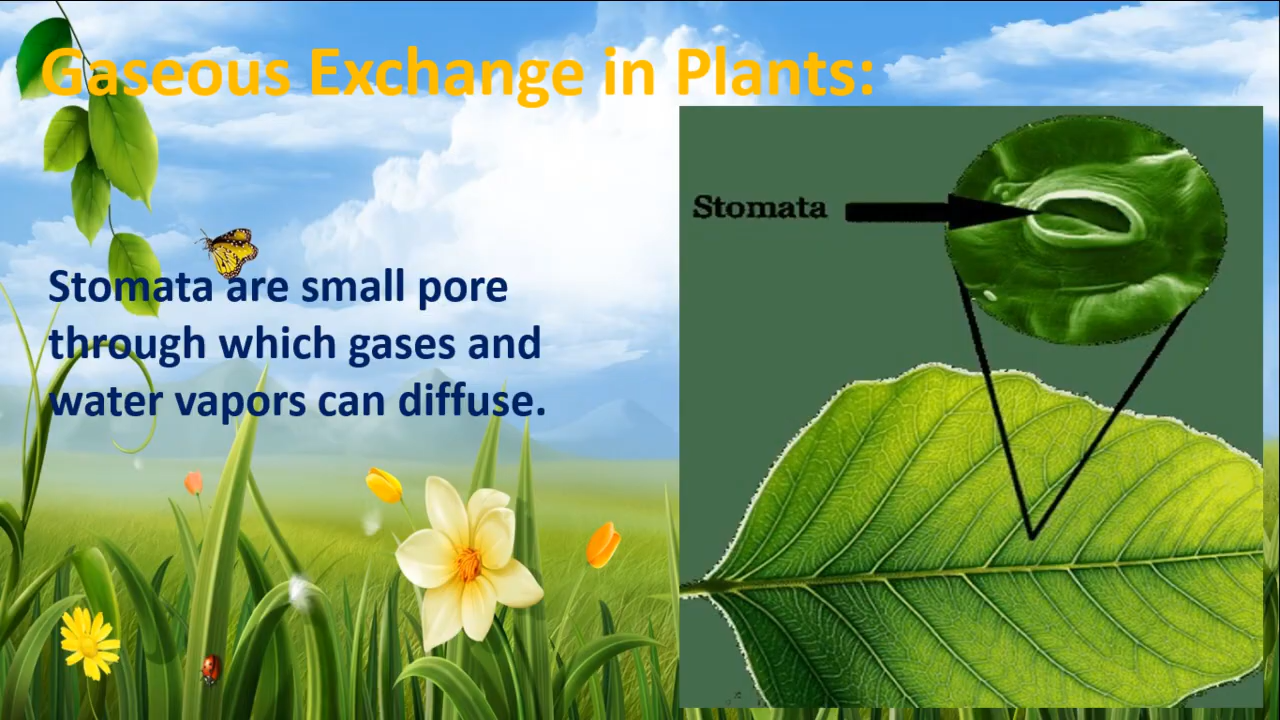 Gaseous Exchange in Plants:
Stomata
Stomata are small pore
through which gases and
water vapors can diffuse.